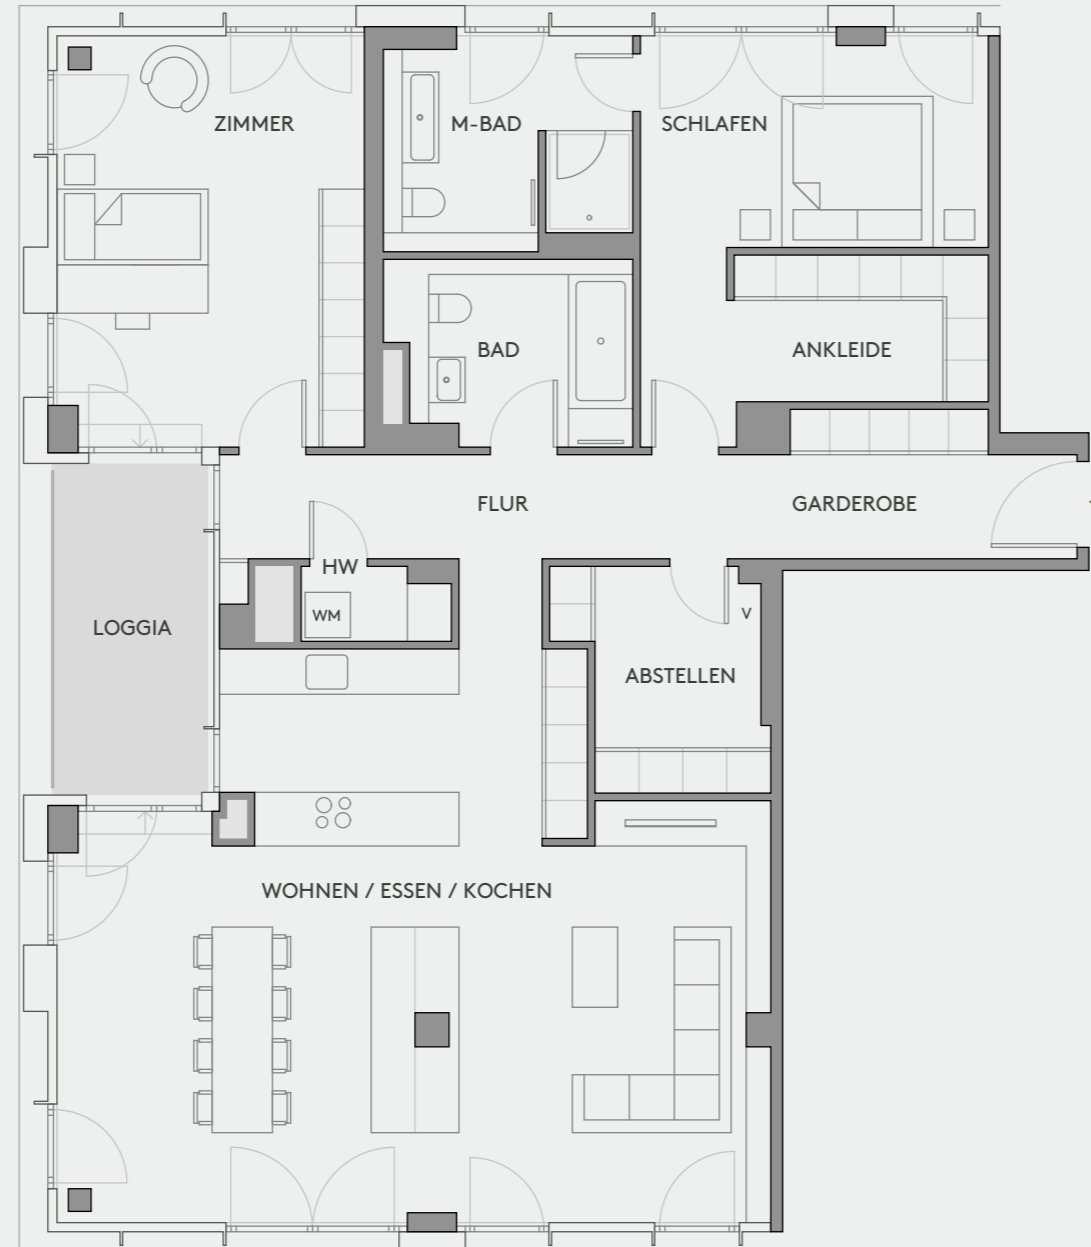 ZIMMER
M-BAD
SCHLAFEN
BAD
ANKLEIDE
FLUR
GARDEROBE
HW
WM
LOGGIA
V
ABSTELLEN
WOHNEN / ESSEN / KOCHEN